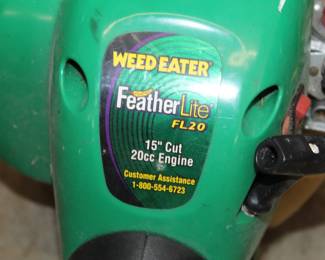 WEED EATER®
FeatherLite®
FL20
15" Cut
20cc Engine
Customer Assistance
1-800-554-6723